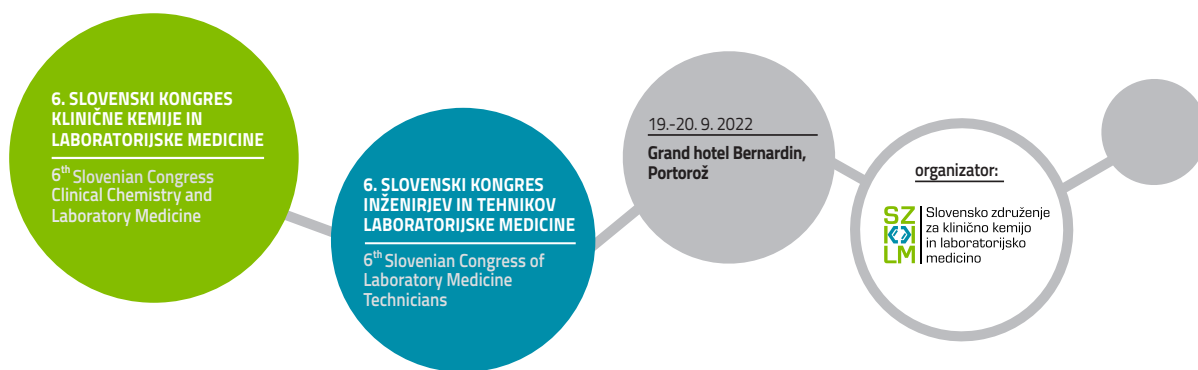 6. SLOVENSKI KONGRES
KLINIČNE KEMIJE IN
LABORATORIJSKE MEDICINE
6th Slovenian Congress
Clinical Chemistry and
Laboratory Medicine
6. SLOVENSKI KONGRES
INŽENIRJEV IN TEHNIKOV
LABORATORIJSKE MEDICINE
6th Slovenian Congress of
Laboratory Medicine
Technicians
19.-20. 9. 2022
Grand hotel Bernardin,
Portorož
organizator:
SZ
KK
LM
Slovensko združenje
za klinično kemijo
in laboratorijsko
medicino